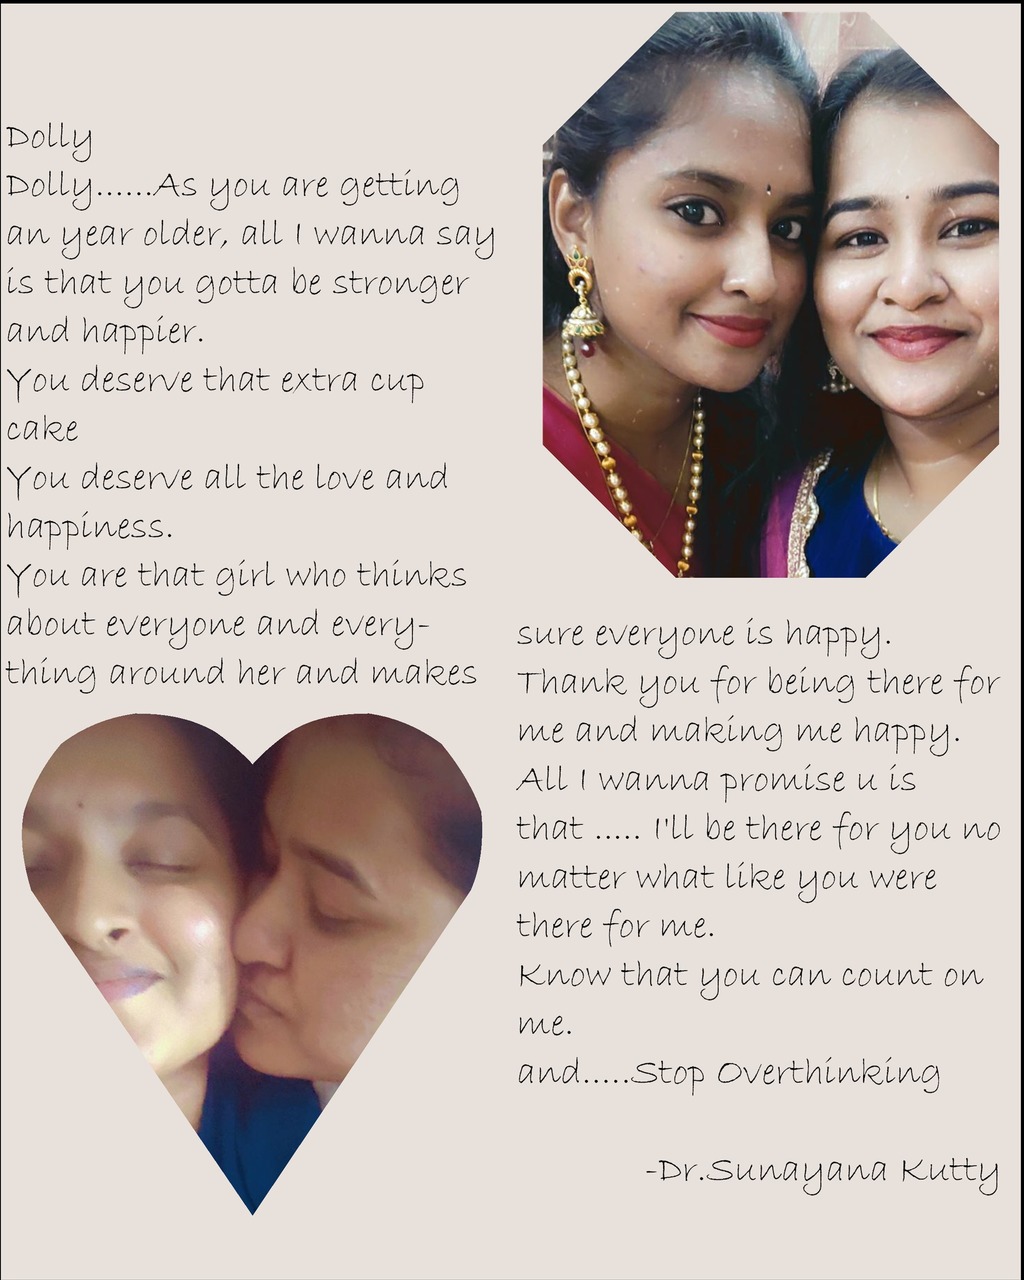 Dolly
Dolly......As you are getting
an year older, all I wanna say
is that you gotta be stronger
and happier.
You deserve that extra cup
cake
You deserve all the love and
happiness.
You are that girl who thinks
about everyone and every-
thing around her and makes
sure everyone is happy.
Thank you for being there for
me and making me happy.
All I wanna promise u is
that ..... I'll be there for you no
matter what like you were
there for me.
Know that you can count on
me.
and.....Stop Overthinking
-Dr.Sunayana Kutty